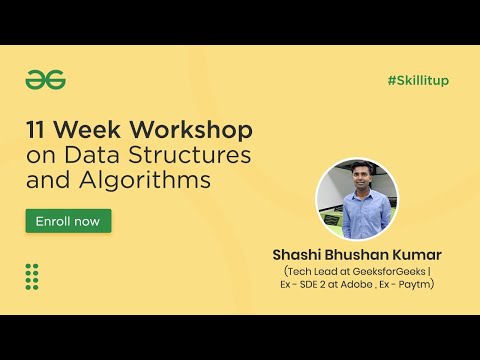 #Skillitup
11 Week Workshop
on Data Structures
and Algorithms
Enroll now
Shashi Bhushan Kumar
(Tech Lead at GeeksforGeeks |
Ex - SDE 2 at Adobe , Ex - Paytm)